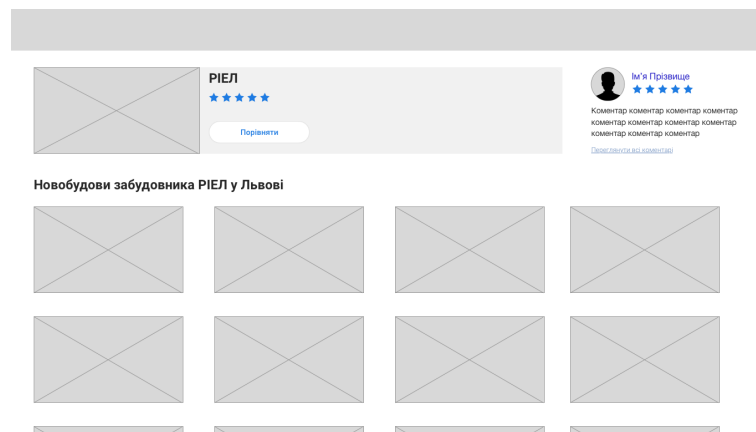 РІЕЛ
Порівняти
Ім'я Прізвище
Коментар коментар коментар коментар
коментар коментар коментар коментар
коментар коментар коментар
Переглянути всі коментарі
Новобудови забудовника РІЕЛ у Львові